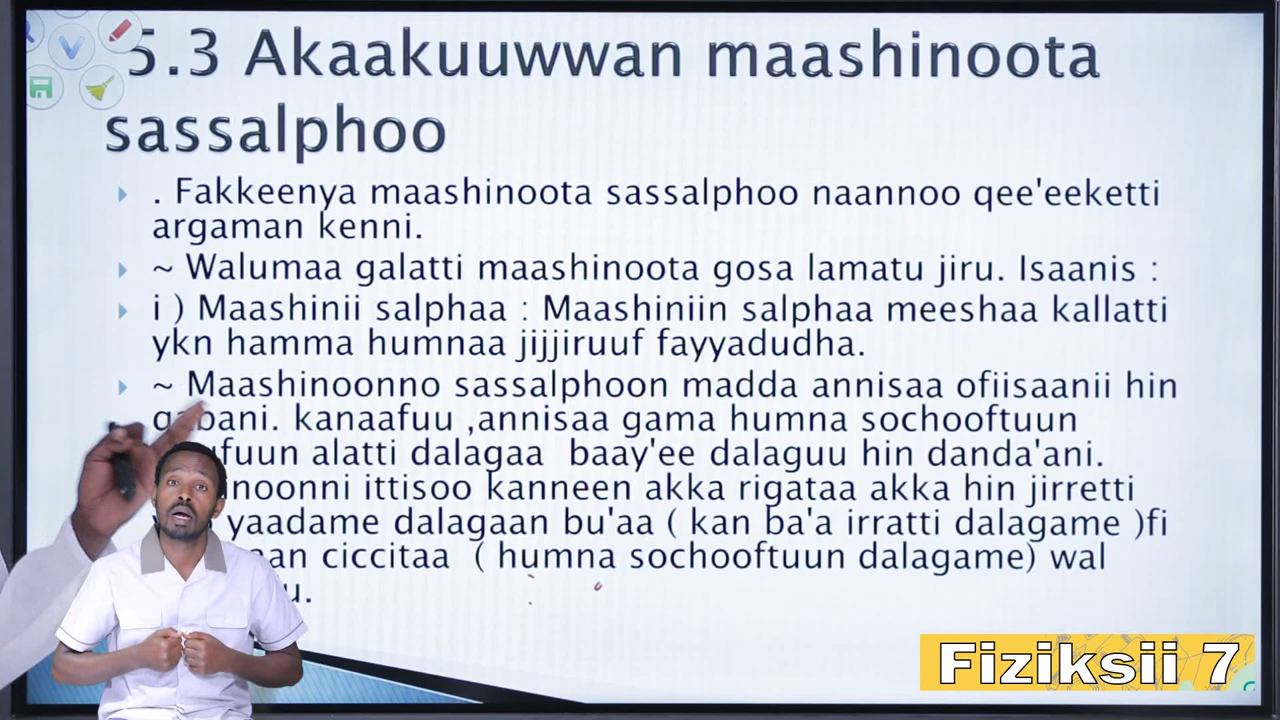 5.3 Akaakuuwwan maashinoota
sassalphoo
. Fakkeenya maashinoota sassalphoo naannoo qee'eeketti
argaman kenni.
~ Walumaa galatti maashinoota gosa lamatu jiru. Isaanis :
i ) Maashinii salphaa : Maashiniin salphaa meeshaa kallatti
ykn hamma humnaa jijjiruuf fayyadudha.
~ Maashinoonno sassalphoon madda annisaa ofiisaanii hin
kanaafuu ,annisaa gama humna sochooftuun
alatti dalagaa baay'ee dalaguu hin danda'ani.
ittisoo kanneen akka rigataa akka hin jirretti
yaadame dalagaan bu'aa ( kan ba'a irratti dalagame )fi
ciccitaa ( humna sochooftuun dalagame) wal
Fiziksii 7